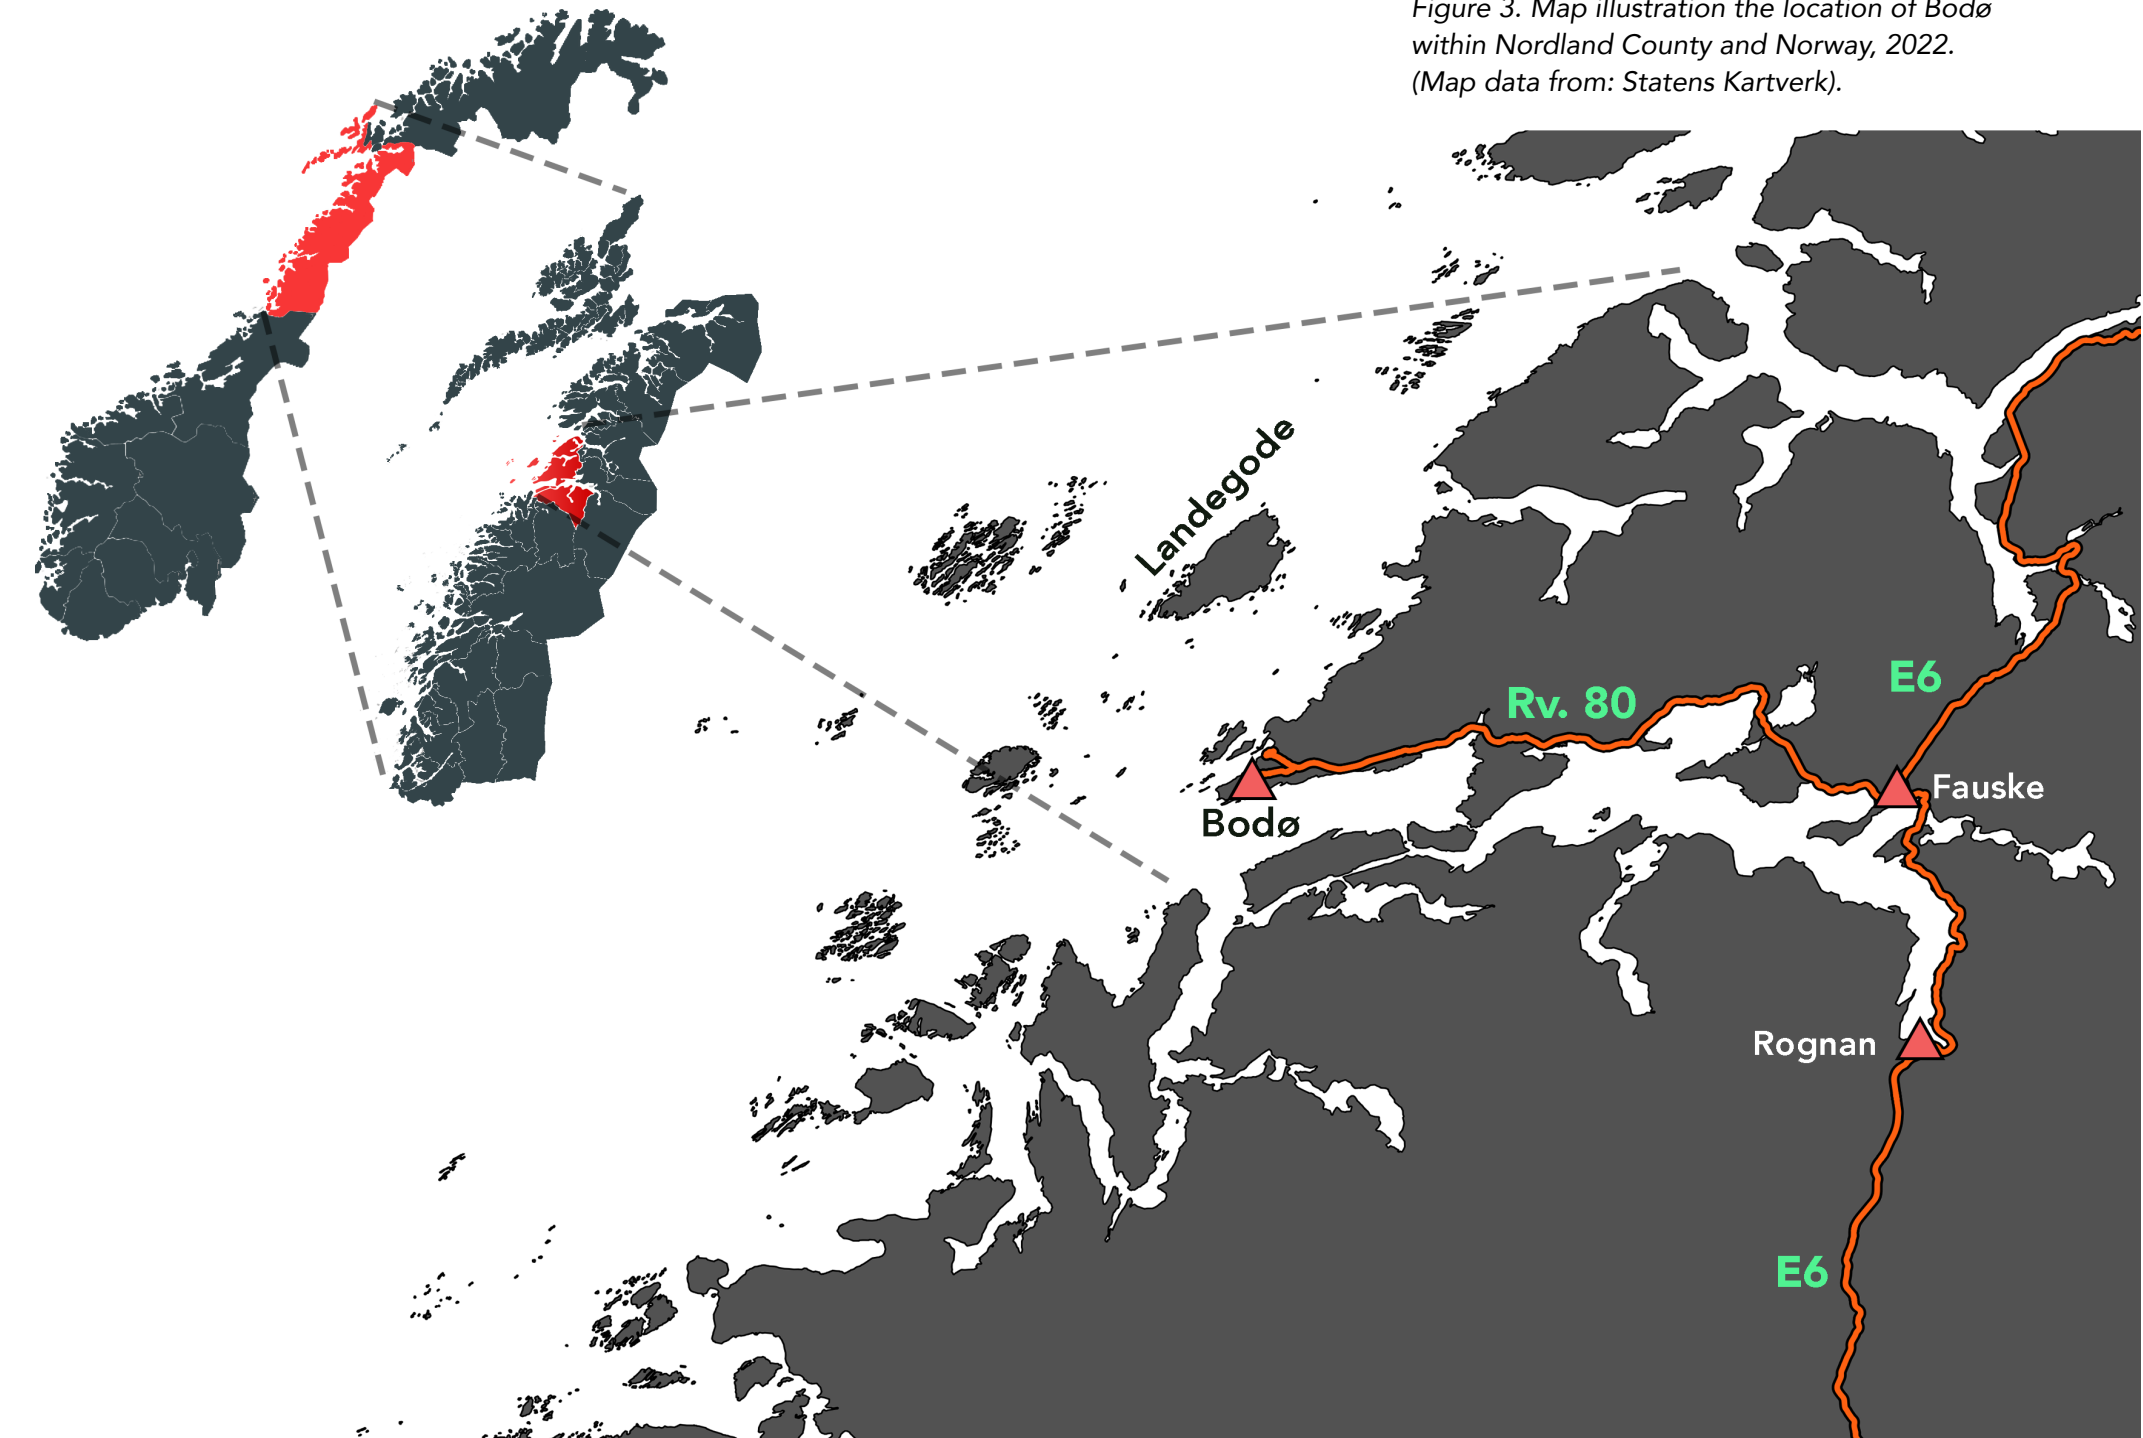 Figure 3. Map illustration the location of Bodø
within Nordland County and Norway, 2022.
(Map data from: Statens Kartverk).
Landegode
E6
Rv. 80
Fauske
Bodø
Rognan
E6